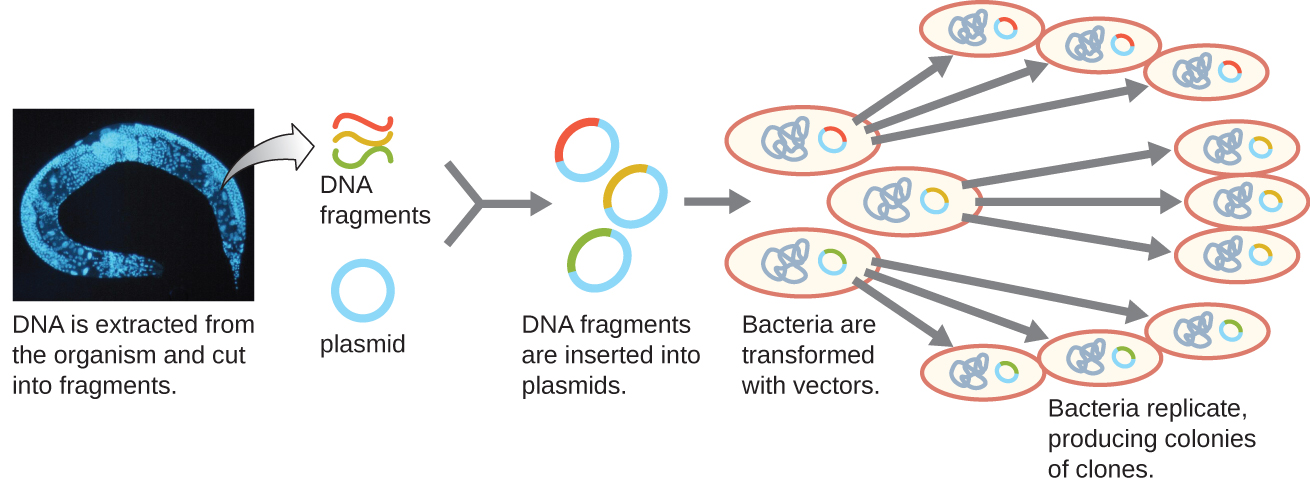 DNA
fragments
plasmid
DNA is extracted from
the organism and cut
into fragments.
DNA fragments
are inserted into
plasmids.
Bacteria are
transformed
with vectors.
Bacteria replicate,
producing colonies
of clones.